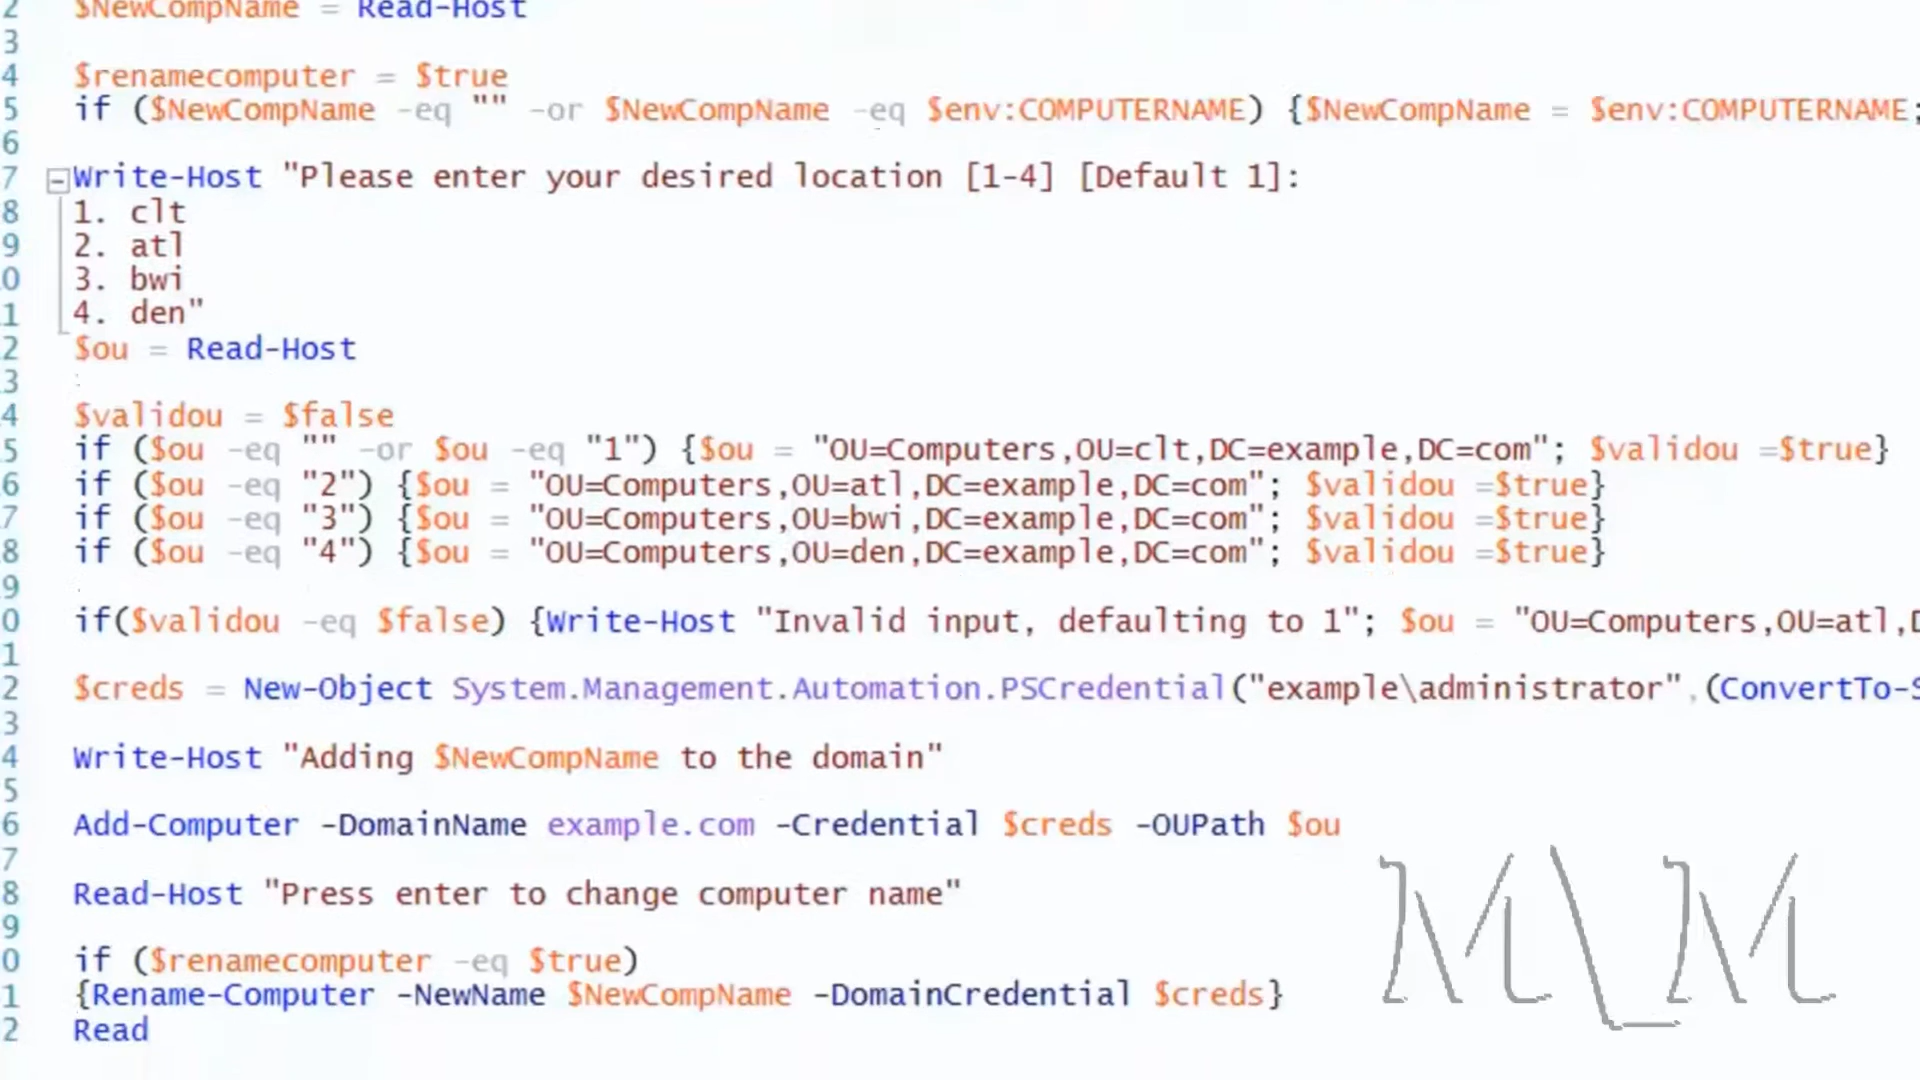 2 $NewCompName = Read-Host
3
4 $renamecomputer = $true
5 if ($NewCompName -eq "" -or $NewCompName -eq $env:COMPUTERNAME) {$NewCompName = $env:COMPUTERNAME;
6
7 Write-Host "Please enter your desired location [1-4] [Default 1]:
8 1. clt
9 2. atl
0 3. bwi
1 4. den"
2 $ou = Read-Host
3
4 $validou = $false
5 if ($ou -eq "" -or $ou -eq "1") {$ou = "OU=Computers,OU=clt,DC=example,DC=com"; $validou =$true}
6 if ($ou -eq "2") {$ou = "OU=Computers,OU=atl,DC=example,DC=com"; $validou =$true}
7 if ($ou -eq "3") {$ou = "OU=Computers,OU=bwi,DC=example,DC=com"; $validou =$true}
8 if ($ou -eq "4") {$ou = "OU=Computers,OU=den,DC=example,DC=com"; $validou =$true}
9
0 if($validou -eq $false) {Write-Host "Invalid input, defaulting to 1"; $ou = "OU=Computers,OU=atl,D
1
2 $creds = New-Object System.Management.Automation.PSCredential("example\administrator",(ConvertTo-S
3
4 Write-Host "Adding $NewCompName to the domain"
5
6 Add-Computer -DomainName example.com -Credential $creds -OUPath $ou
7
8 Read-Host "Press enter to change computer name"
9
0 if ($renamecomputer -eq $true)
1 {Rename-Computer -NewName $NewCompName -DomainCredential $creds}
2 Read
M\_M